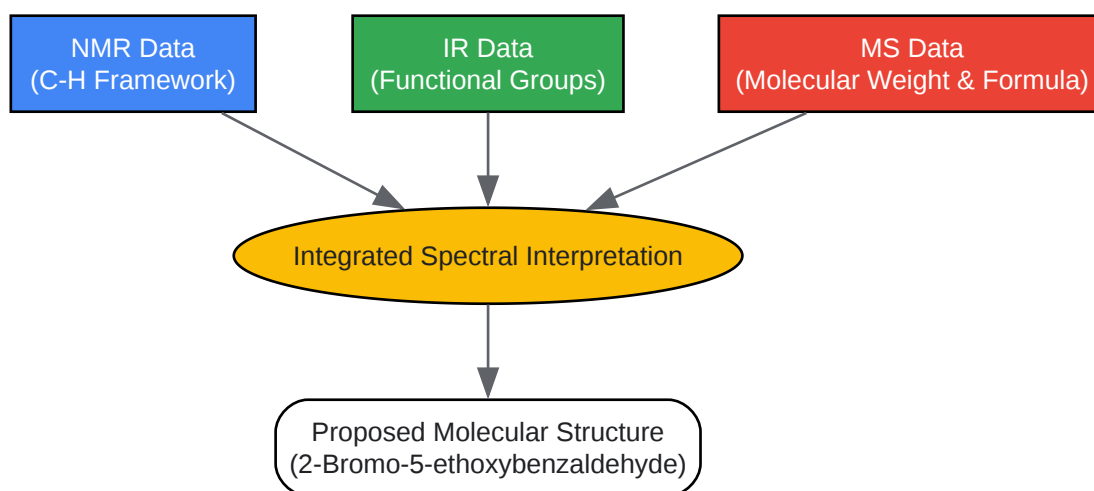 NMR Data
(C-H Framework)
IR Data
(Functional Groups)
MS Data
(Molecular Weight & Formula)
Integrated Spectral Interpretation
Proposed Molecular Structure
(2-Bromo-5-ethoxybenzaldehyde)